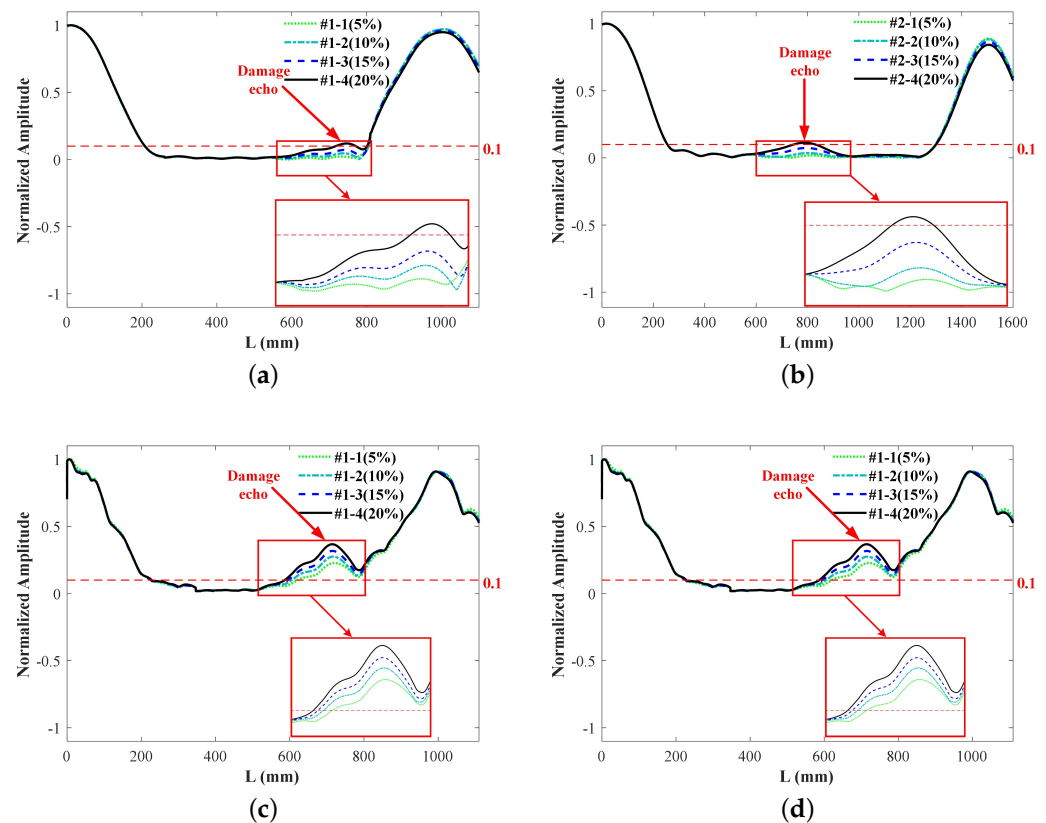 1
0.5
0
-0.5
-1
Normalized Amplitude
#1-1(5%)
#1-2(10%)
#1-3(15%)
#1-4(20%)
Damage
echo
0.1
0 200 400 600 800 1000
L (mm)
(a)
1
0.5
0
-0.5
-1
Normalized Amplitude
#2-1(5%)
#2-2(10%)
#2-3(15%)
#2-4(20%)
Damage
echo
0.1
0 200 400 600 800 1000 1200 1400 1600
L (mm)
(b)
1
0.5
0
-0.5
1
Normalized Amplitude
#1-1(5%)
#1-2(10%)
#1-3(15%)
#1-4(20%)
Damage
echo
0.1
0 200 400 600 800 1000
L (mm)
(c)
1
0.5
0
-0.5
1
Normalized Amplitude
#1-1(5%)
#1-2(10%)
#1-3(15%)
#1-4(20%)
Damage
echo
0.1
0 200 400 600 800 1000
L (mm)
(d)